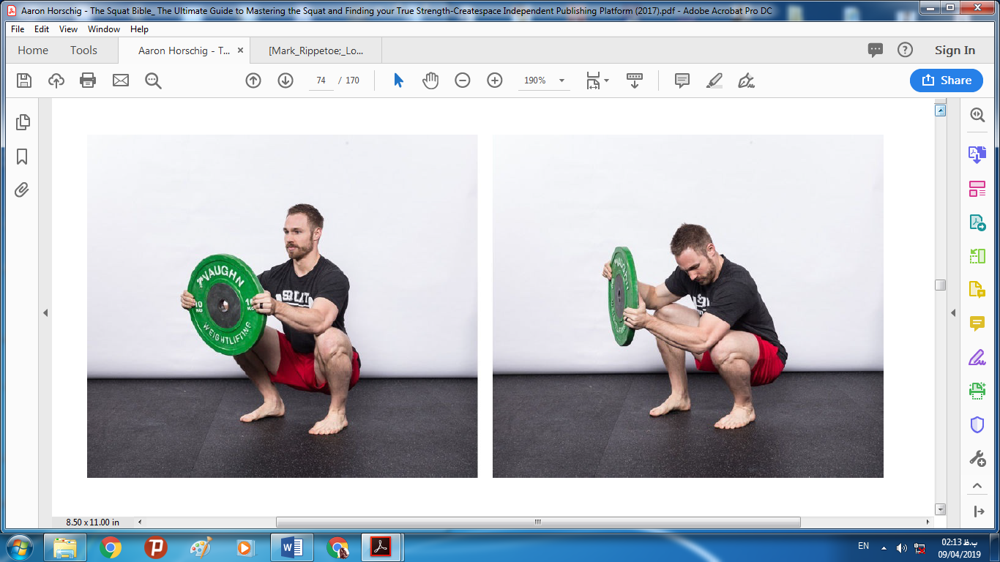 Aaron Horschig - The Squat Bible_ The Ultimate Guide to Mastering the Squat and Finding your True Strength-Createspace Independent Publishing Platform (2017).pdf - Adobe Acrobat Pro DC
File Edit View Window Help
Home Tools Aaron Horschig - T... × [Mark_Rippetoe;_Lo... Sign In
74 / 170 190% Share
VAUGHN
10 KG 10 KG
WEIGHTLIFTING
SQUAT
VAUGHN
WEIGHTLIFTING
8.50 x 11.00 in
EN 02:13 ب.ظ
09/04/2019